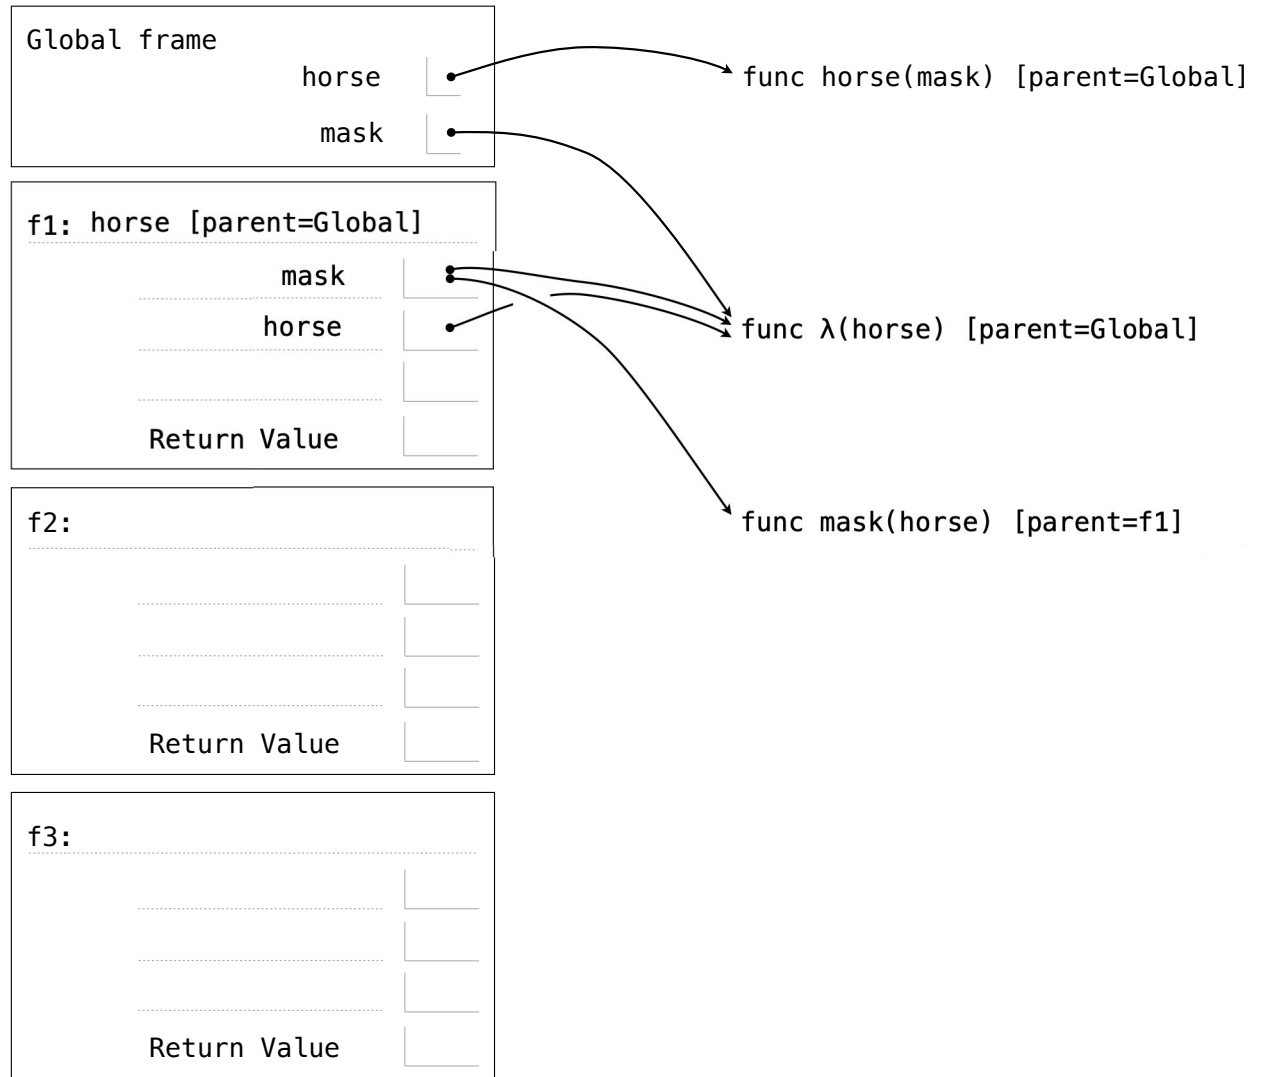 Global frame
horse
func horse(mask) [parent=Global]
mask
f1: horse [parent=Global]
mask
horse
func λ(horse) [parent=Global]
Return Value
f2:
func mask(horse) [parent=f1]
Return Value
f3:
Return Value